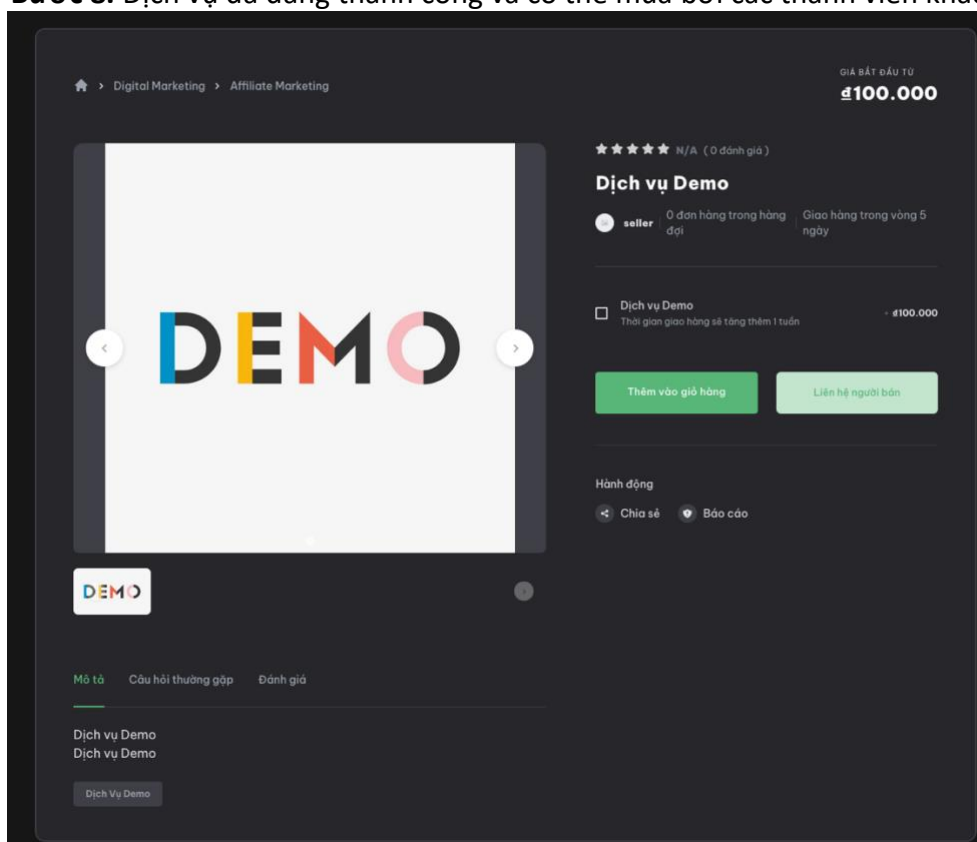 Dịch vụ đã đăng thành công và có thể mua bởi các thành viên khác
Digital Marketing > Affiliate Marketing
GIÁ BẮT ĐẦU TỪ
₫100.000
N/A (0 đánh giá)
Dịch vụ Demo
seller
0 đơn hàng trong hàng đợi
Giao hàng trong vòng 5 ngày
DEMO
Dịch vụ Demo
Thời gian giao hàng sẽ tăng thêm 1 tuần
₫100.000
Thêm vào giỏ hàng
Liên hệ người bán
Hành động
Chia sẻ
Báo cáo
DEMO
Mô tả Câu hỏi thường gặp Đánh giá
Dịch vụ Demo
Dịch vụ Demo
Dịch Vụ Demo